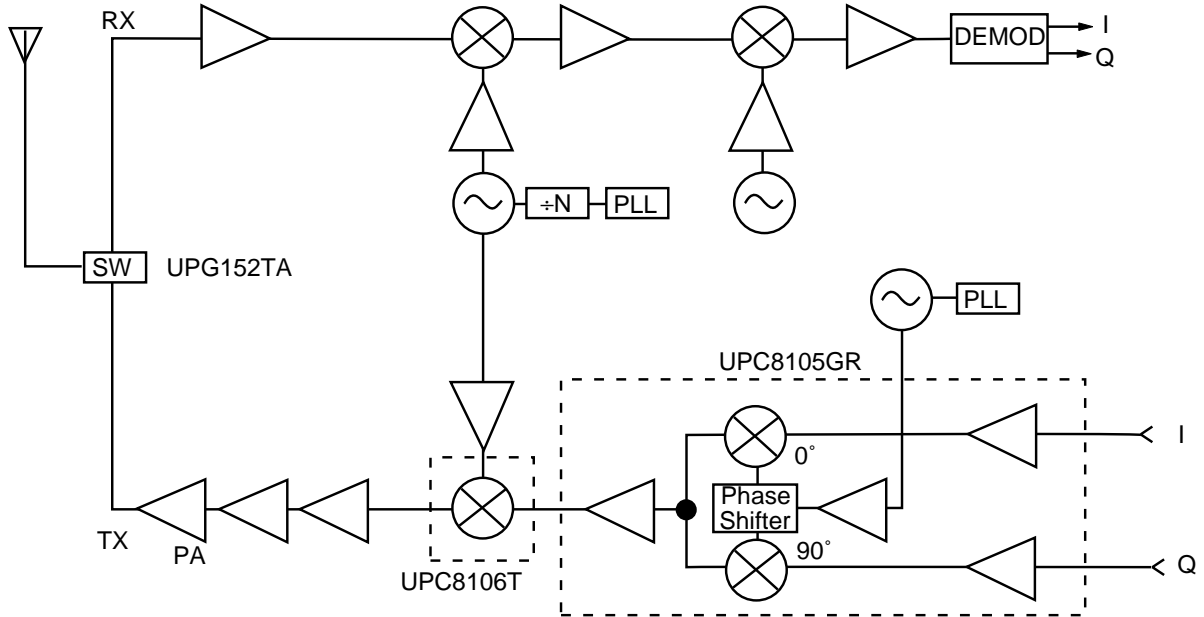 RX
DEMOD
I
Q
÷N
PLL
SW
UPG152TA
PLL
UPC8105GR
I
0°
Phase
Shifter
90°
Q
TX
PA
UPC8106T